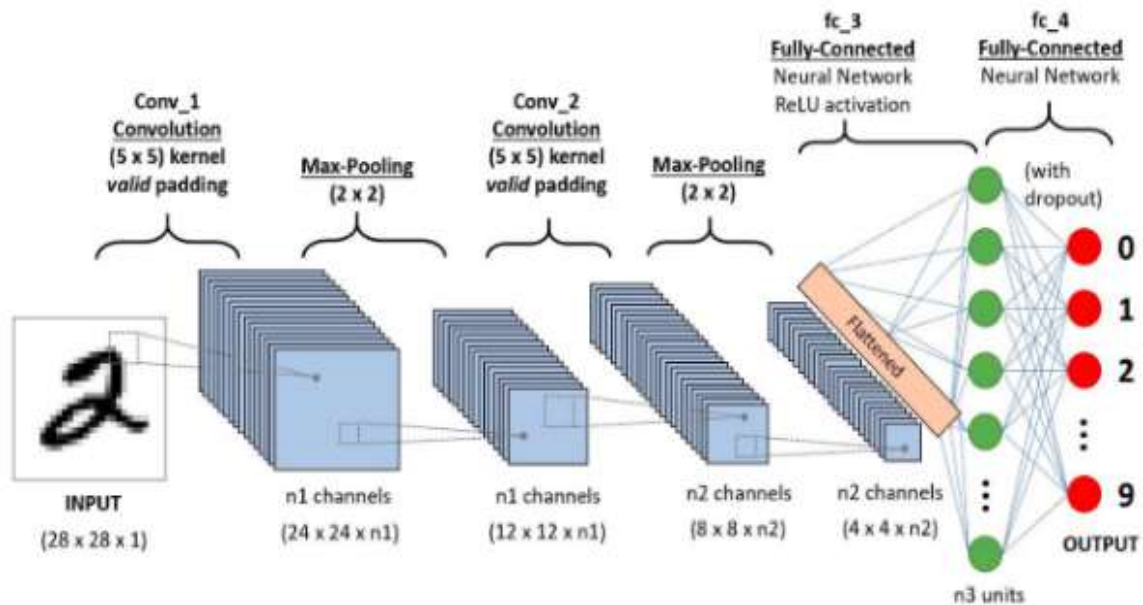 fc_3
Fully-Connected
Neural Network
ReLU activation
fc_4
Fully-Connected
Neural Network
Conv_1
Convolution
(5 x 5) kernel
valid padding
Max-Pooling
(2 x 2)
Conv_2
Convolution
(5 x 5) kernel
valid padding
Max-Pooling
(2 x 2)
(with
dropout)
Flattened
0
1
2
9
OUTPUT
INPUT
(28 x 28 x 1)
n1 channels
(24 x 24 x n1)
n1 channels
(12 x 12 x n1)
n2 channels
(8 x 8 x n2)
n2 channels
(4 x 4 x n2)
n3 units
2